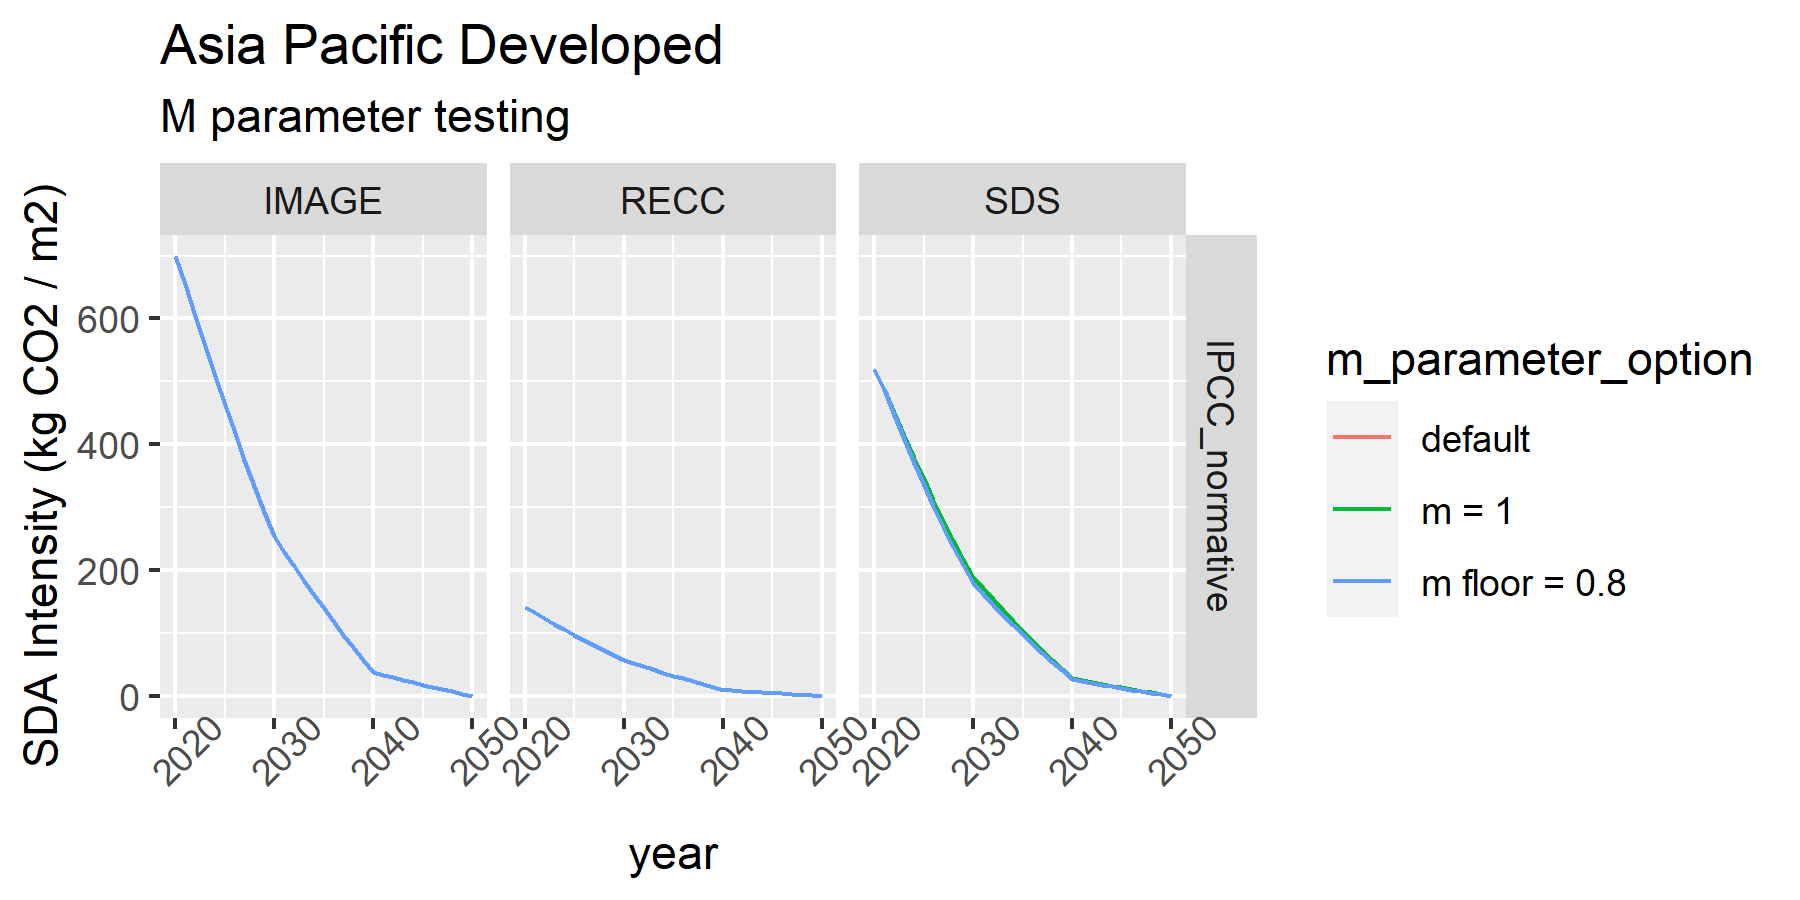 Asia Pacific Developed
M parameter testing
IMAGE
RECC
SDS
IPCC_normative
SDA Intensity (kg CO2 / m2)
600
400
200
0
2020
2030
2040
2050
2020
2030
2040
2050
2020
2030
2040
2050
year
m_parameter_option
default
m = 1
m floor = 0.8